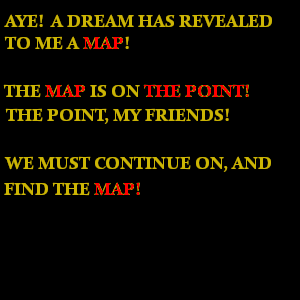 AYE! A DREAM HAS REVEALED
TO ME A MAP!
THE MAP IS ON THE POINT!
THE POINT, MY FRIENDS!
WE MUST CONTINUE ON, AND
FIND THE MAP!